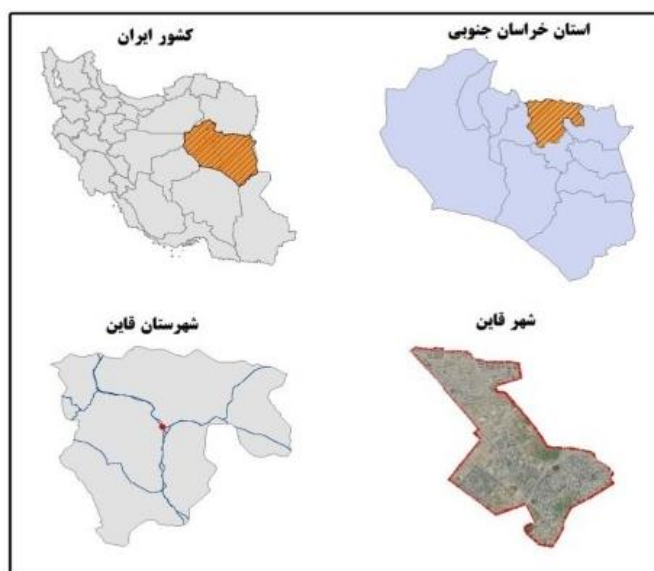 استان خراسان جنوبی
کشور ایران
شهر قاین
شهرستان قاین